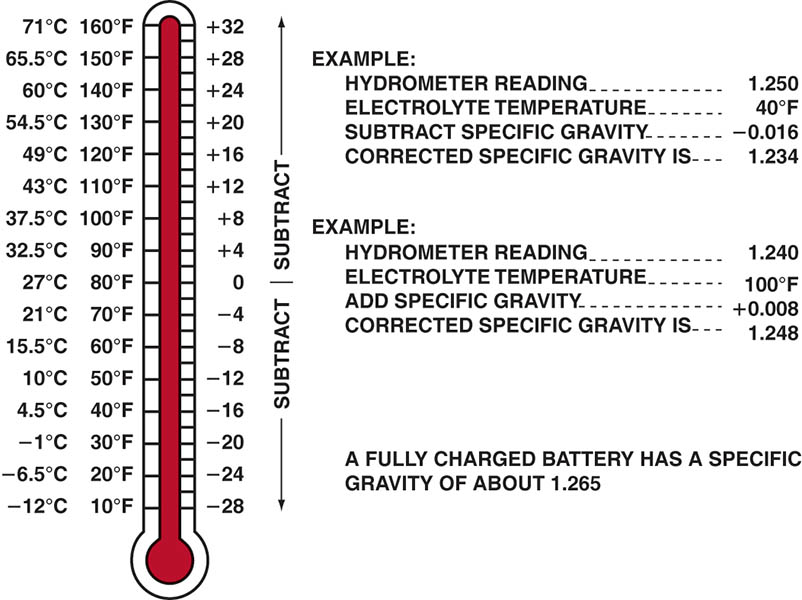 71°C 160°F +32
65.5°C 150°F +28
60°C 140°F +24
54.5°C 130°F +20
49°C 120°F +16
43°C 110°F +12
37.5°C 100°F +8
32.5°C 90°F +4
27°C 80°F 0
21°C 70°F −4
15.5°C 60°F −8
10°C 50°F −12
4.5°C 40°F −16
−1°C 30°F −20
−6.5°C 20°F −24
−12°C 10°F −28
SUBTRACT
SUBTRACT
EXAMPLE:
HYDROMETER READING 1.250
ELECTROLYTE TEMPERATURE 40°F
SUBTRACT SPECIFIC GRAVITY −0.016
CORRECTED SPECIFIC GRAVITY IS 1.234
EXAMPLE:
HYDROMETER READING 1.240
ELECTROLYTE TEMPERATURE 100°F
ADD SPECIFIC GRAVITY +0.008
CORRECTED SPECIFIC GRAVITY IS 1.248
A FULLY CHARGED BATTERY HAS A SPECIFIC
GRAVITY OF ABOUT 1.265